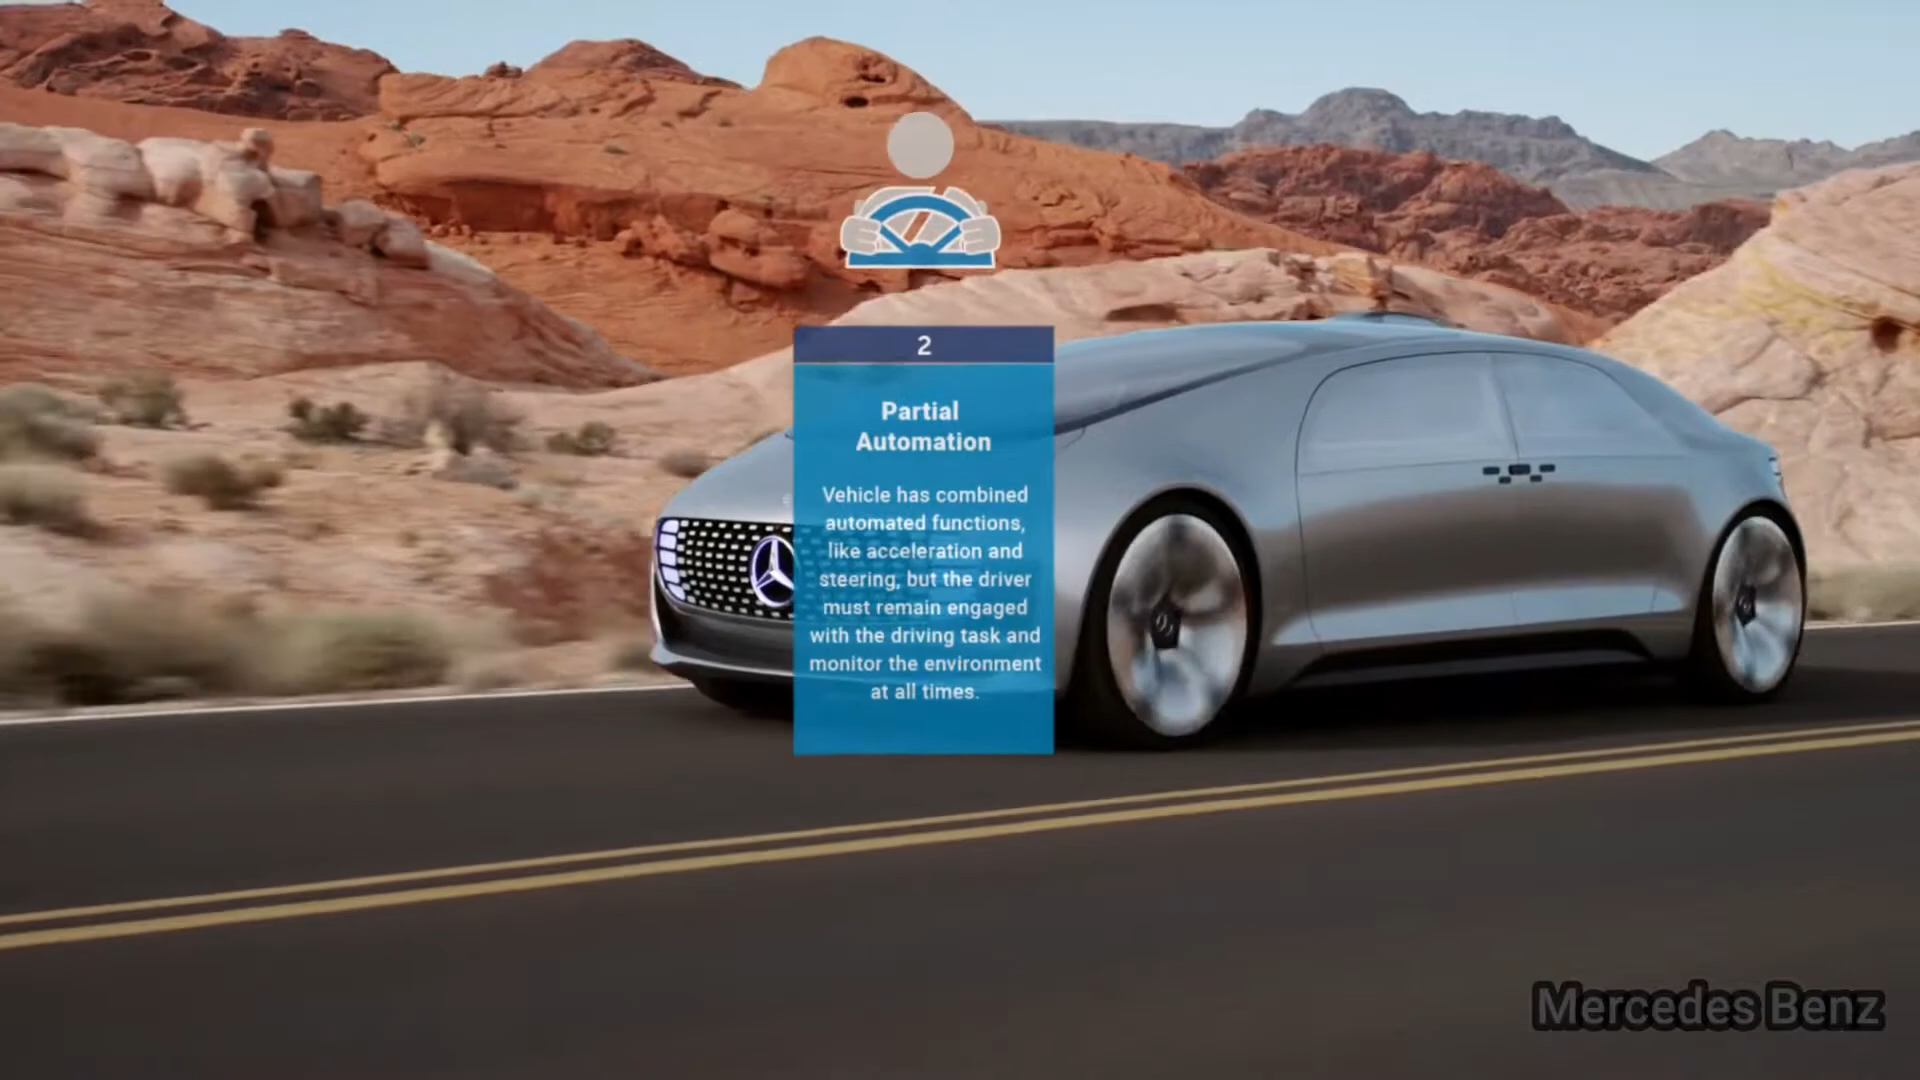 2
Partial
Automation
Vehicle has combined
automated functions,
like acceleration and
steering, but the driver
must remain engaged
with the driving task and
monitor the environment
at all times.
Mercedes Benz